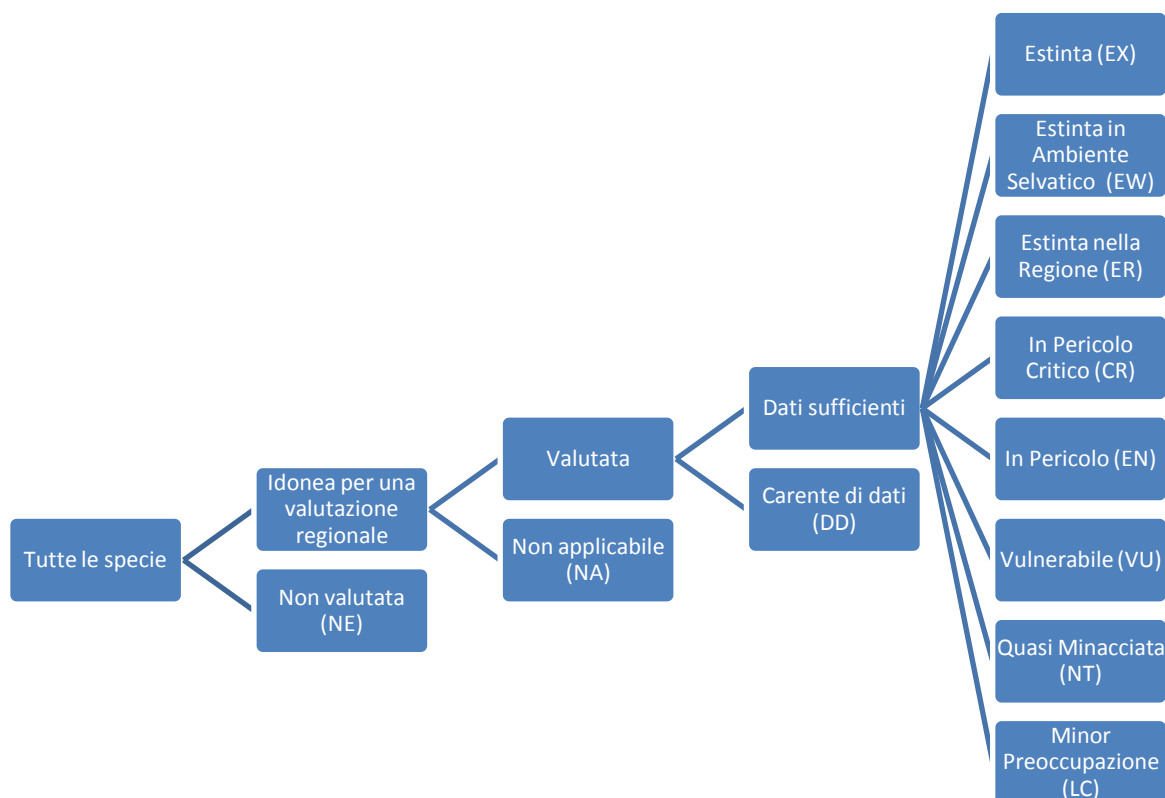 Tutte le specie
Idonea per una
valutazione
regionale
Non valutata
(NE)
Valutata
Non applicabile
(NA)
Dati sufficienti
Carente di dati
(DD)
Estinta (EX)
Estinta in
Ambiente
Selvatico (EW)
Estinta nella
Regione (ER)
In Pericolo
Critico (CR)
In Pericolo (EN)
Vulnerabile (VU)
Quasi Minacciata
(NT)
Minor
Preoccupazione
(LC)